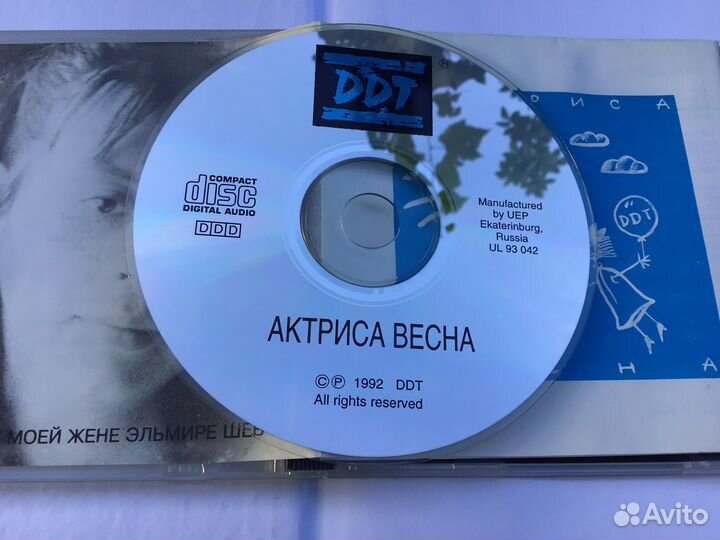 DDT
®
COMPACT
disc
DIGITAL AUDIO
DDD
Manufactured
by UEP
Ekaterinburg,
Russia
UL 93 042
АКТРИСА ВЕСНА
© ℗ 1992 DDT
All rights reserved
РИСА
DDT
НА
МОЕЙ ЖЕНЕ ЭЛЬМИРЕ
Avito